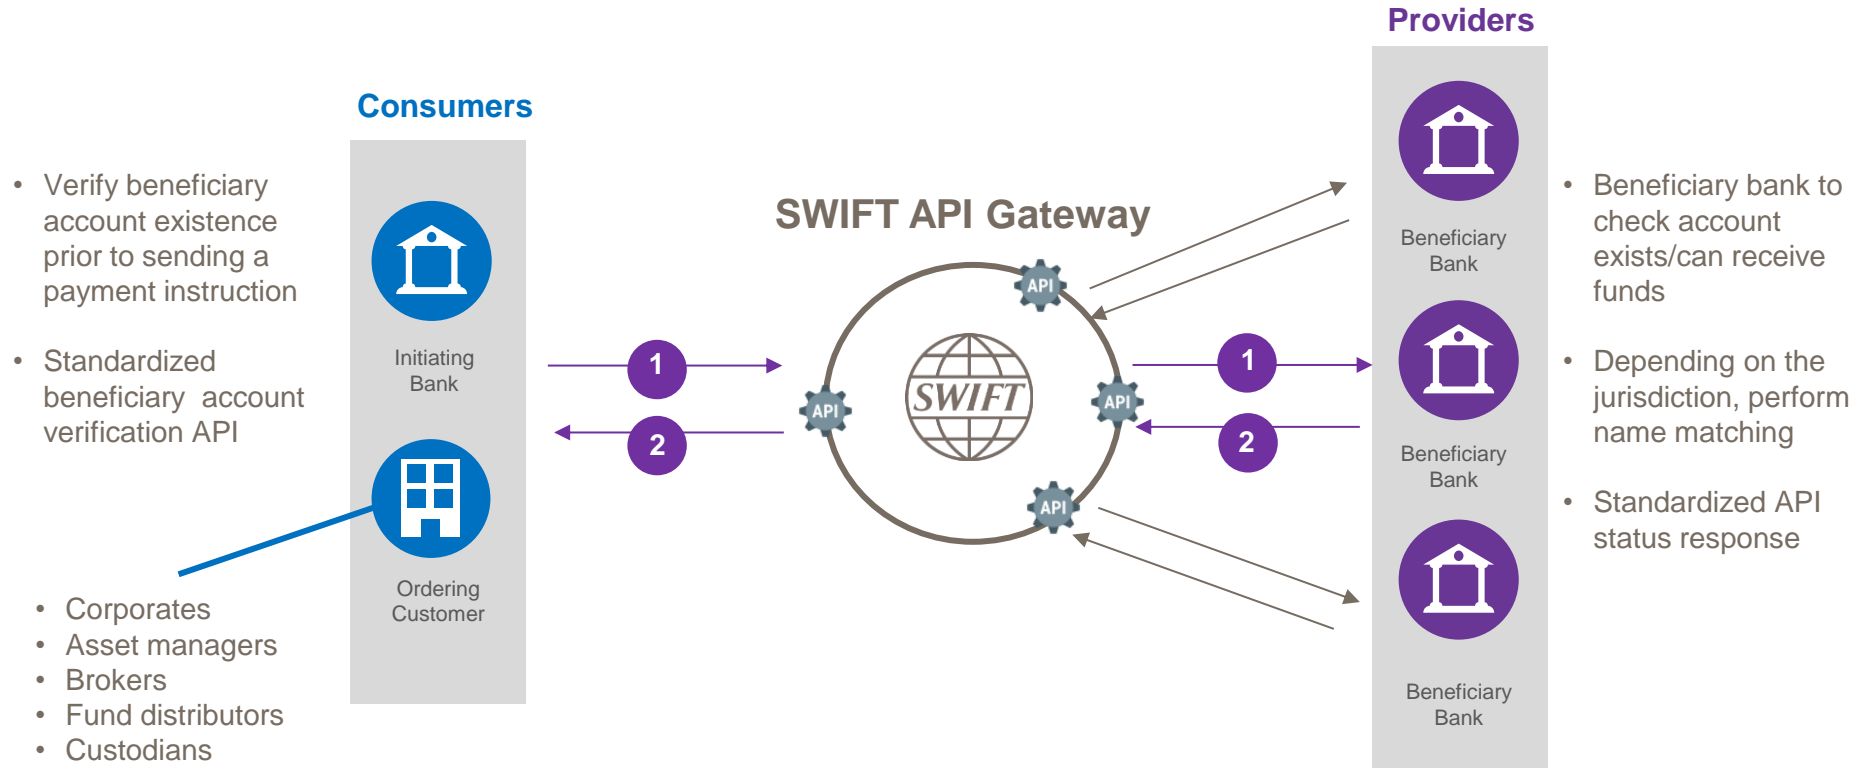 Providers
Consumers
• Verify beneficiary
account existence
prior to sending a
payment instruction
• Standardized
beneficiary account
verification API
Initiating
Bank
Ordering
Customer
• Corporates
• Asset managers
• Brokers
• Fund distributors
• Custodians
SWIFT API Gateway
1
2
API
API
SWIFT
API
API
1
2
Beneficiary
Bank
Beneficiary
Bank
Beneficiary
Bank
• Beneficiary bank to
check account
exists/can receive
funds
• Depending on the
jurisdiction, perform
name matching
• Standardized API
status response